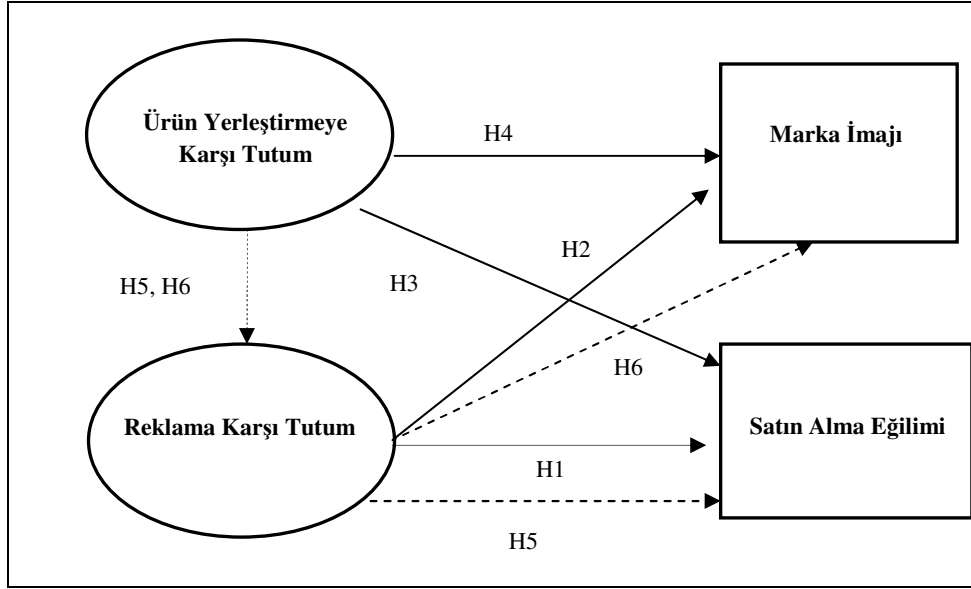 Ürün Yerleştirmeye
Karşı Tutum
H4
Marka İmajı
H2
H5, H6
H3
H6
Reklama Karşı Tutum
Satın Alma Eğilimi
H1
H5